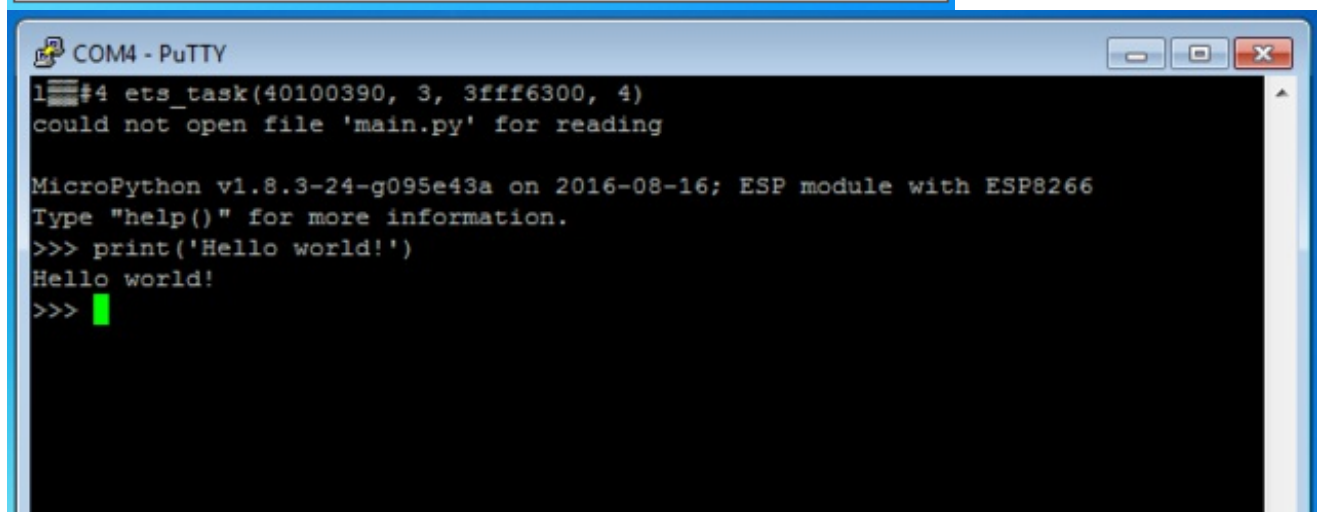 COM4 - PuTTY
l▒▒#4 ets_task(40100390, 3, 3fff6300, 4)
could not open file 'main.py' for reading
MicroPython v1.8.3-24-g095e43a on 2016-08-16; ESP module with ESP8266
Type "help()" for more information.
>>> print('Hello world!')
Hello world!
>>>